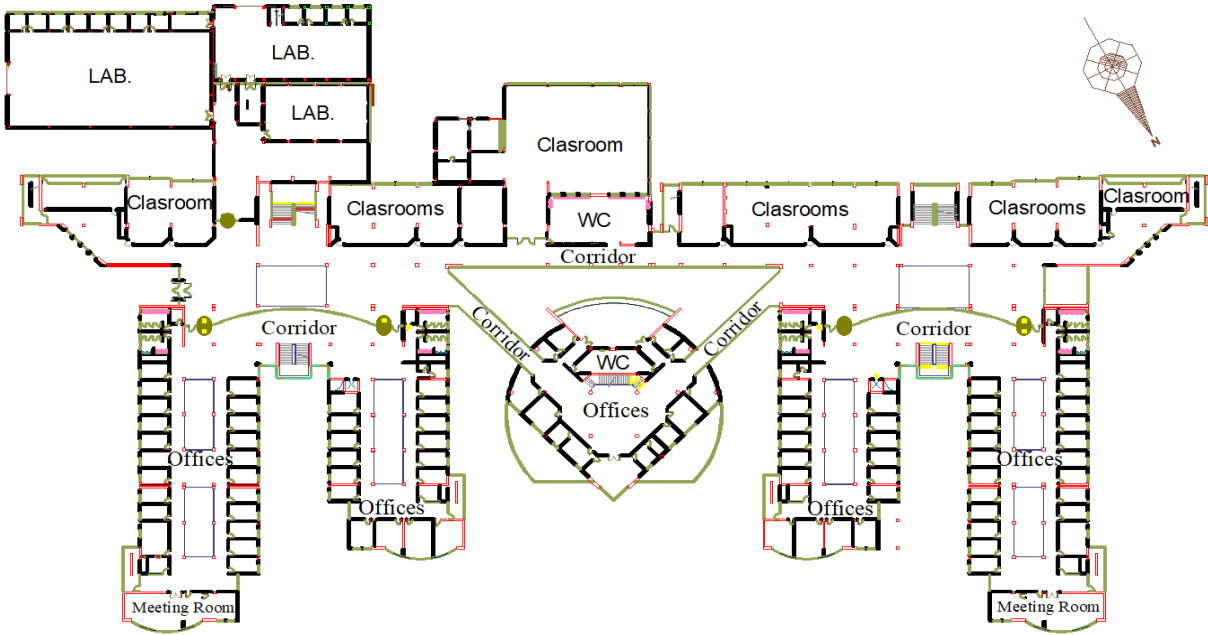 LAB.
LAB.
LAB.
Clasroom
Clasroom
Clasrooms
WC
Clasrooms
Clasrooms
Clasroom
Corridor
N
Corridor
Corridor
Corridor
Corridor
WC
Offices
Offices
Offices
Offices
Offices
Meeting Room
Meeting Room